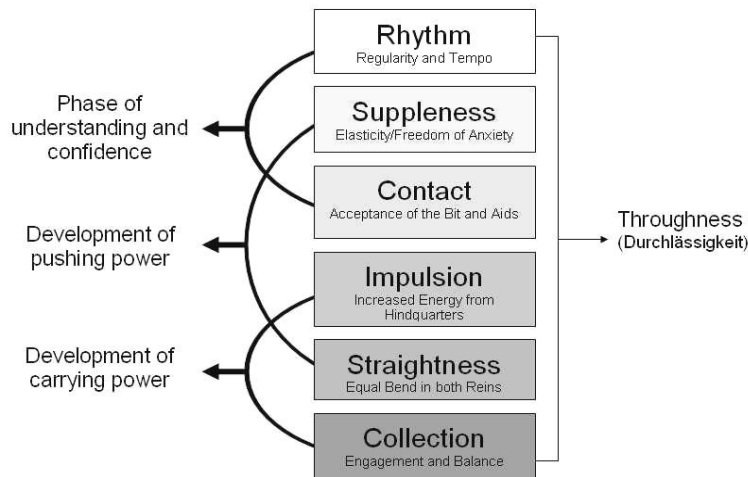 Rhythm
Regularity and Tempo
Phase of
understanding and
confidence
Suppleness
Elasticity/Freedom of Anxiety
Contact
Acceptance of the Bit and Aids
Development of
pushing power
Throughness
(Durchlässigkeit)
Impulsion
Increased Energy from
Hindquarters
Development of
carrying power
Straightness
Equal Bend in both Reins
Collection
Engagement and Balance